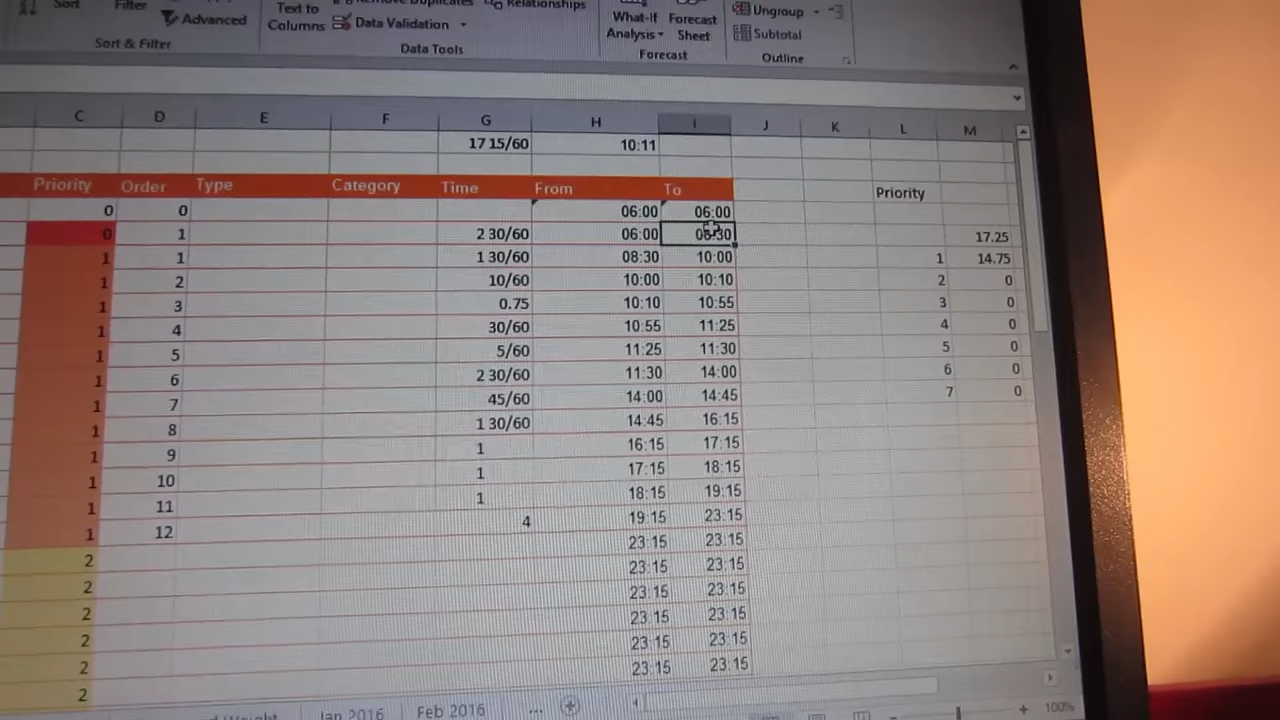 Sort
Filter
Advanced
Sort & Filter
Text to
Columns
Relationships
Data Validation
Data Tools
What-If
Analysis
Forecast
Sheet
Forecast
Ungroup
Subtotal
Outline
C D E F G H I J K L M
17 15/60 10:11
Priority Order Type Category Time From To Priority
0 0 06:00 06:00
0 1 2 30/60 06:00 08:30 17.25
1 1 1 30/60 08:30 10:00 1 14.75
1 2 10/60 10:00 10:10 2 0
1 3 0.75 10:10 10:55 3 0
1 4 30/60 10:55 11:25 4 0
1 5 5/60 11:25 11:30 5 0
1 6 2 30/60 11:30 14:00 6 0
1 7 45/60 14:00 14:45 7 0
1 8 1 30/60 14:45 16:15
1 9 1 16:15 17:15
1 10 1 17:15 18:15
1 11 1 18:15 19:15
1 12 4 19:15 23:15
2 23:15 23:15
2 23:15 23:15
2 23:15 23:15
2 23:15 23:15
2 23:15 23:15
2 23:15 23:15
Jan 2016 Feb 2016 ...
100%